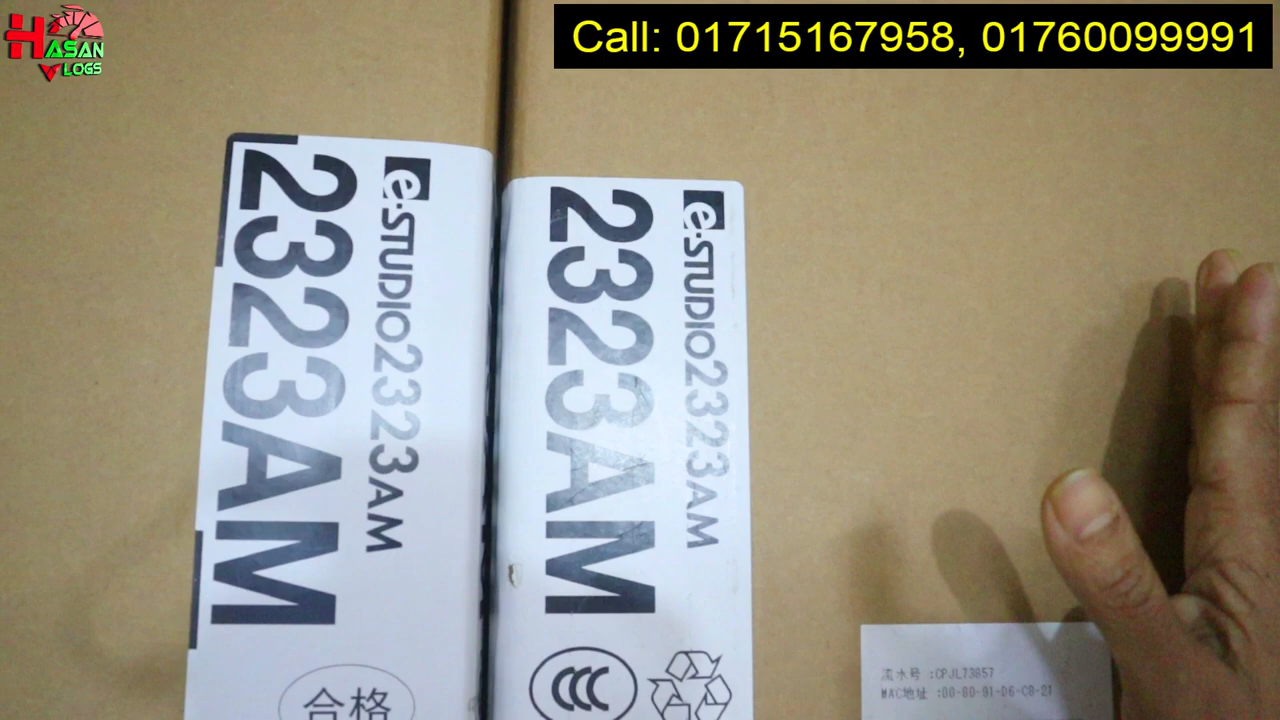 HASAN
VLOGS
Call: 01715167958, 01760099991
e·STUDIO2323AM
2323AM
合格
e·STUDIO2323AM
2323AM
CCC
流水号 :CPJL73857
MAC地址 :00-80-91-D6-C0-21